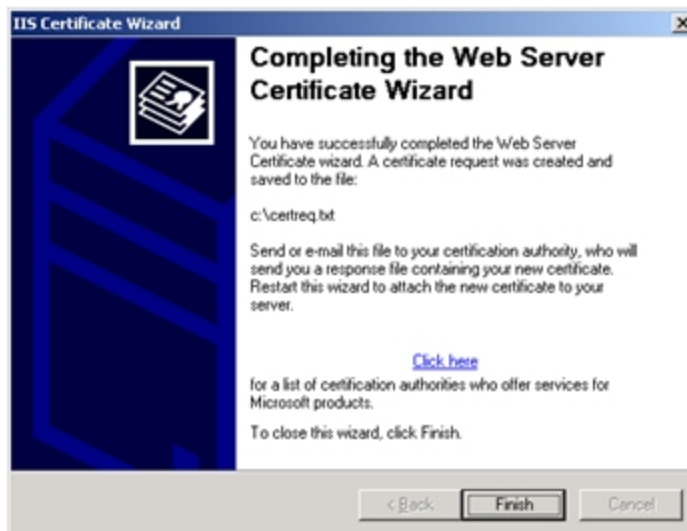 IIS Certificate Wizard
Completing the Web Server
Certificate Wizard
You have successfully completed the Web Server
Certificate wizard. A certificate request was created and
saved to the file:
c:\certreq.txt
Send or e-mail this file to your certification authority, who will
send you a response file containing your new certificate.
Restart this wizard to attach the new certificate to your
server.
Click here
for a list of certification authorities who offer services for
Microsoft products.
To close this wizard, click Finish.
< Back
Finish
Cancel